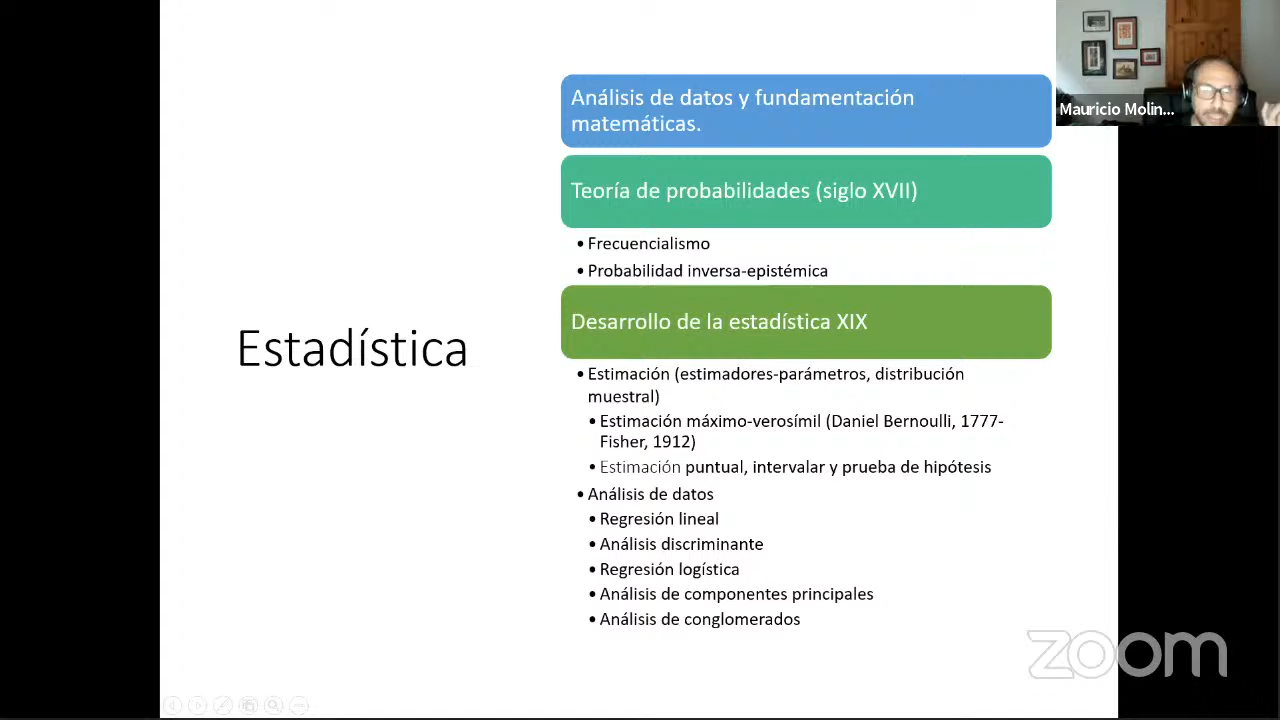 Análisis de datos y fundamentación
matemáticas.
Mauricio Molin...
Teoría de probabilidades (siglo XVII)
• Frecuencialismo
• Probabilidad inversa-epistémica
Desarrollo de la estadística XIX
Estadística
• Estimación (estimadores-parámetros, distribución
muestral)
• Estimación máximo-verosímil (Daniel Bernoulli, 1777-
Fisher, 1912)
• Estimación puntual, intervalar y prueba de hipótesis
• Análisis de datos
• Regresión lineal
• Análisis discriminante
• Regresión logística
• Análisis de componentes principales
• Análisis de conglomerados
zoom